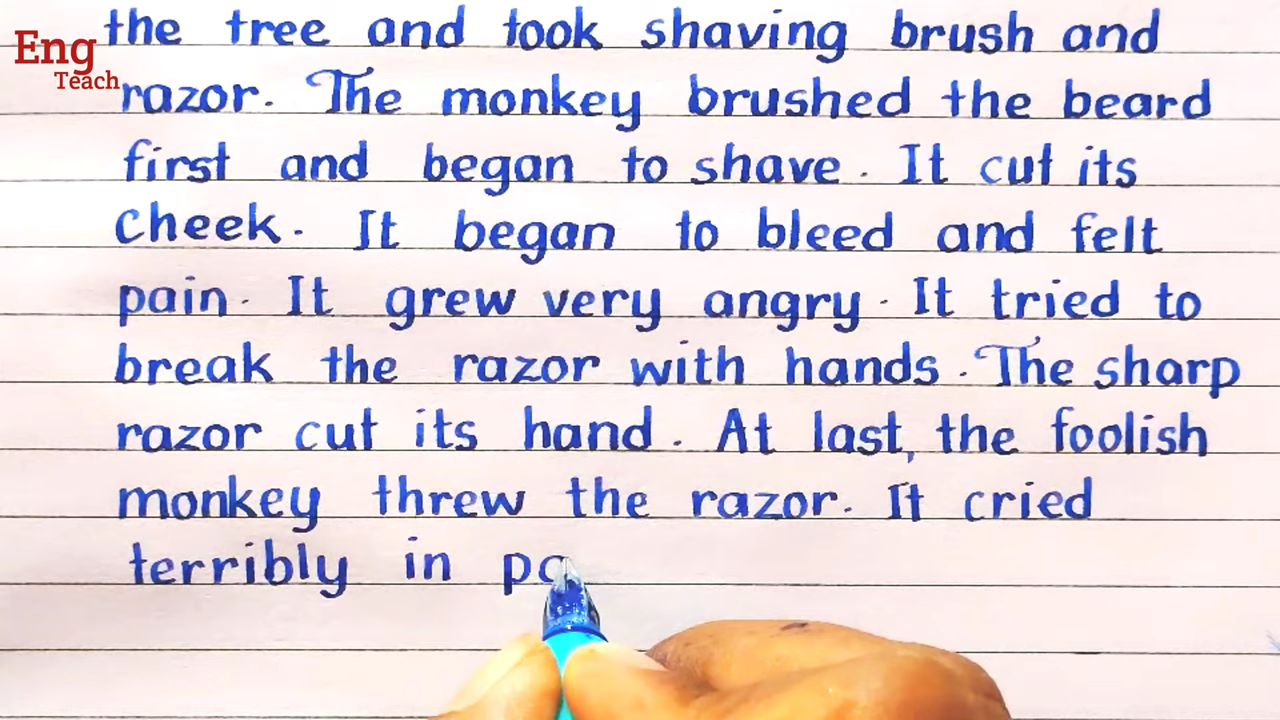 Eng
Teach
the tree and took shaving brush and
razor. The monkey brushed the beard
first and began to shave. It cut its
cheek. It began to bleed and felt
pain. It grew very angry. It tried to
break the razor with hands. The sharp
razor cut its hand. At last, the foolish
monkey threw the razor. It cried
terribly in pa